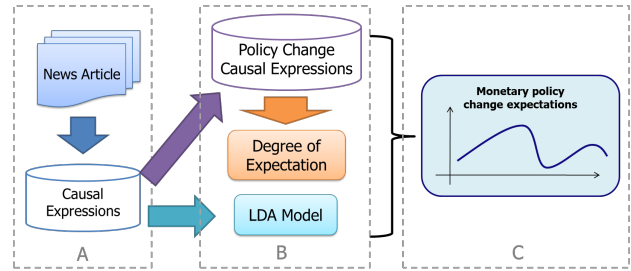 News Article
Causal
Expressions
A
Policy Change
Causal Expressions
Degree of
Expectation
LDA Model
B
Monetary policy
change expectations
C